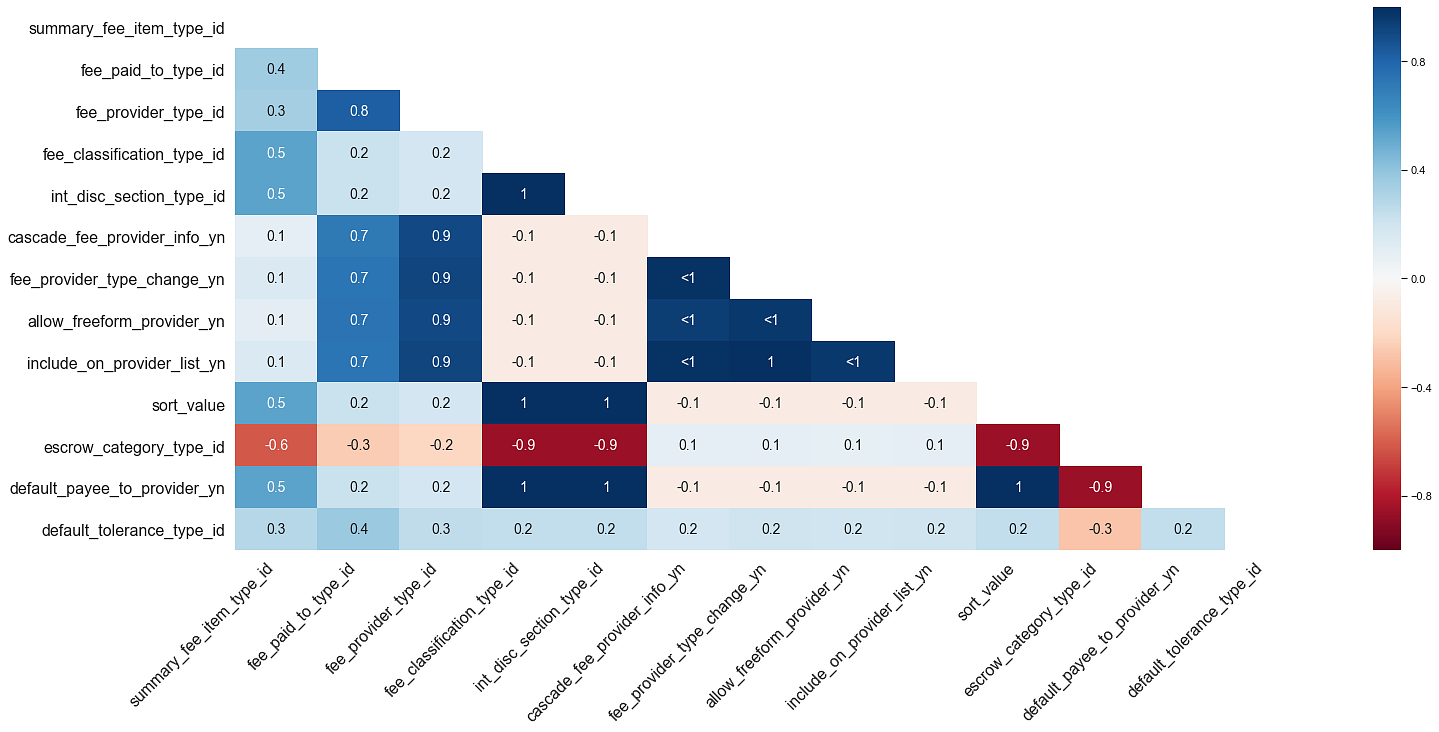 summary_fee_item_type_id
fee_paid_to_type_id 0.4
fee_provider_type_id 0.3 0.8
fee_classification_type_id 0.5 0.2 0.2
int_disc_section_type_id 0.5 0.2 0.2 1
cascade_fee_provider_info_yn 0.1 0.7 0.9 -0.1 -0.1
fee_provider_type_change_yn 0.1 0.7 0.9 -0.1 -0.1 <1
allow_freeform_provider_yn 0.1 0.7 0.9 -0.1 -0.1 <1 <1
include_on_provider_list_yn 0.1 0.7 0.9 -0.1 -0.1 <1 1 <1
sort_value 0.5 0.2 0.2 1 1 -0.1 -0.1 -0.1 -0.1
escrow_category_type_id -0.6 -0.3 -0.2 -0.9 -0.9 0.1 0.1 0.1 0.1 -0.9
default_payee_to_provider_yn 0.5 0.2 0.2 1 1 -0.1 -0.1 -0.1 -0.1 1 -0.9
default_tolerance_type_id 0.3 0.4 0.3 0.2 0.2 0.2 0.2 0.2 0.2 0.2 -0.3 0.2
summary_fee_item_type_id
fee_paid_to_type_id
fee_provider_type_id
fee_classification_type_id
int_disc_section_type_id
cascade_fee_provider_info_yn
fee_provider_type_change_yn
allow_freeform_provider_yn
include_on_provider_list_yn
sort_value
escrow_category_type_id
default_payee_to_provider_yn
default_tolerance_type_id
0.8
0.4
0.0
−0.4
−0.8